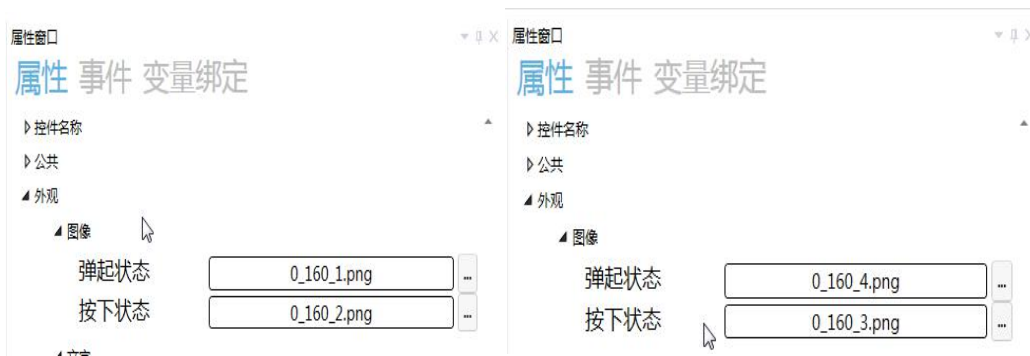 属性窗口
属性 事件 变量绑定
控件名称
公共
外观
图像
弹起状态 0_160_1.png ...
按下状态 0_160_2.png ...
属性窗口
属性 事件 变量绑定
控件名称
公共
外观
图像
弹起状态 0_160_4.png ...
按下状态 0_160_3.png ...